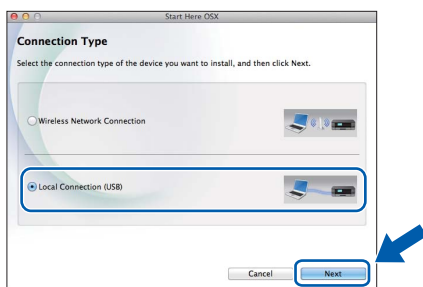 Start Here OSX
Connection Type
Select the connection type of the device you want to install, and then click Next.
Wireless Network Connection
Local Connection (USB)
Cancel
Next